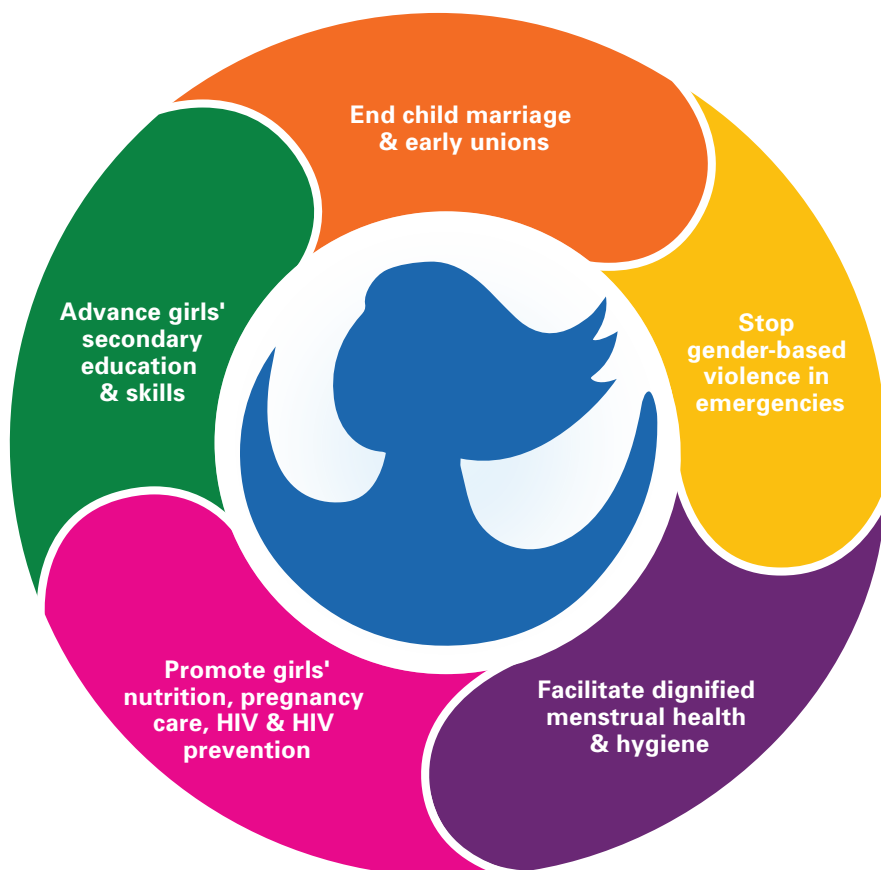 End child marriage
& early unions
Stop
gender-based
violence in
emergencies
Facilitate dignified
menstrual health
& hygiene
Promote girls'
nutrition, pregnancy
care, HIV & HIV
prevention
Advance girls'
secondary
education
& skills